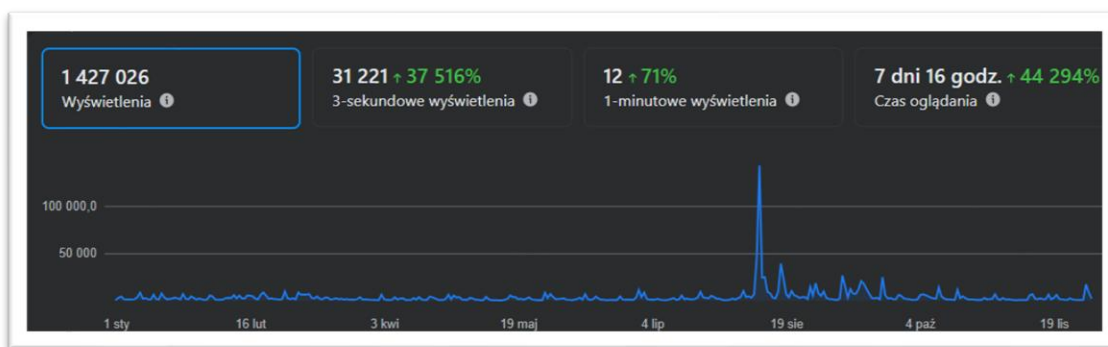 1 427 026
Wyświetlenia
31 221 ↑ 37 516%
3-sekundowe wyświetlenia
12 ↑ 71%
1-minutowe wyświetlenia
7 dni 16 godz. ↑ 44 294%
Czas oglądania
100 000,0
50 000
1 sty 16 lut 3 kwi 19 maj 4 lip 19 sie 4 paź 19 lis